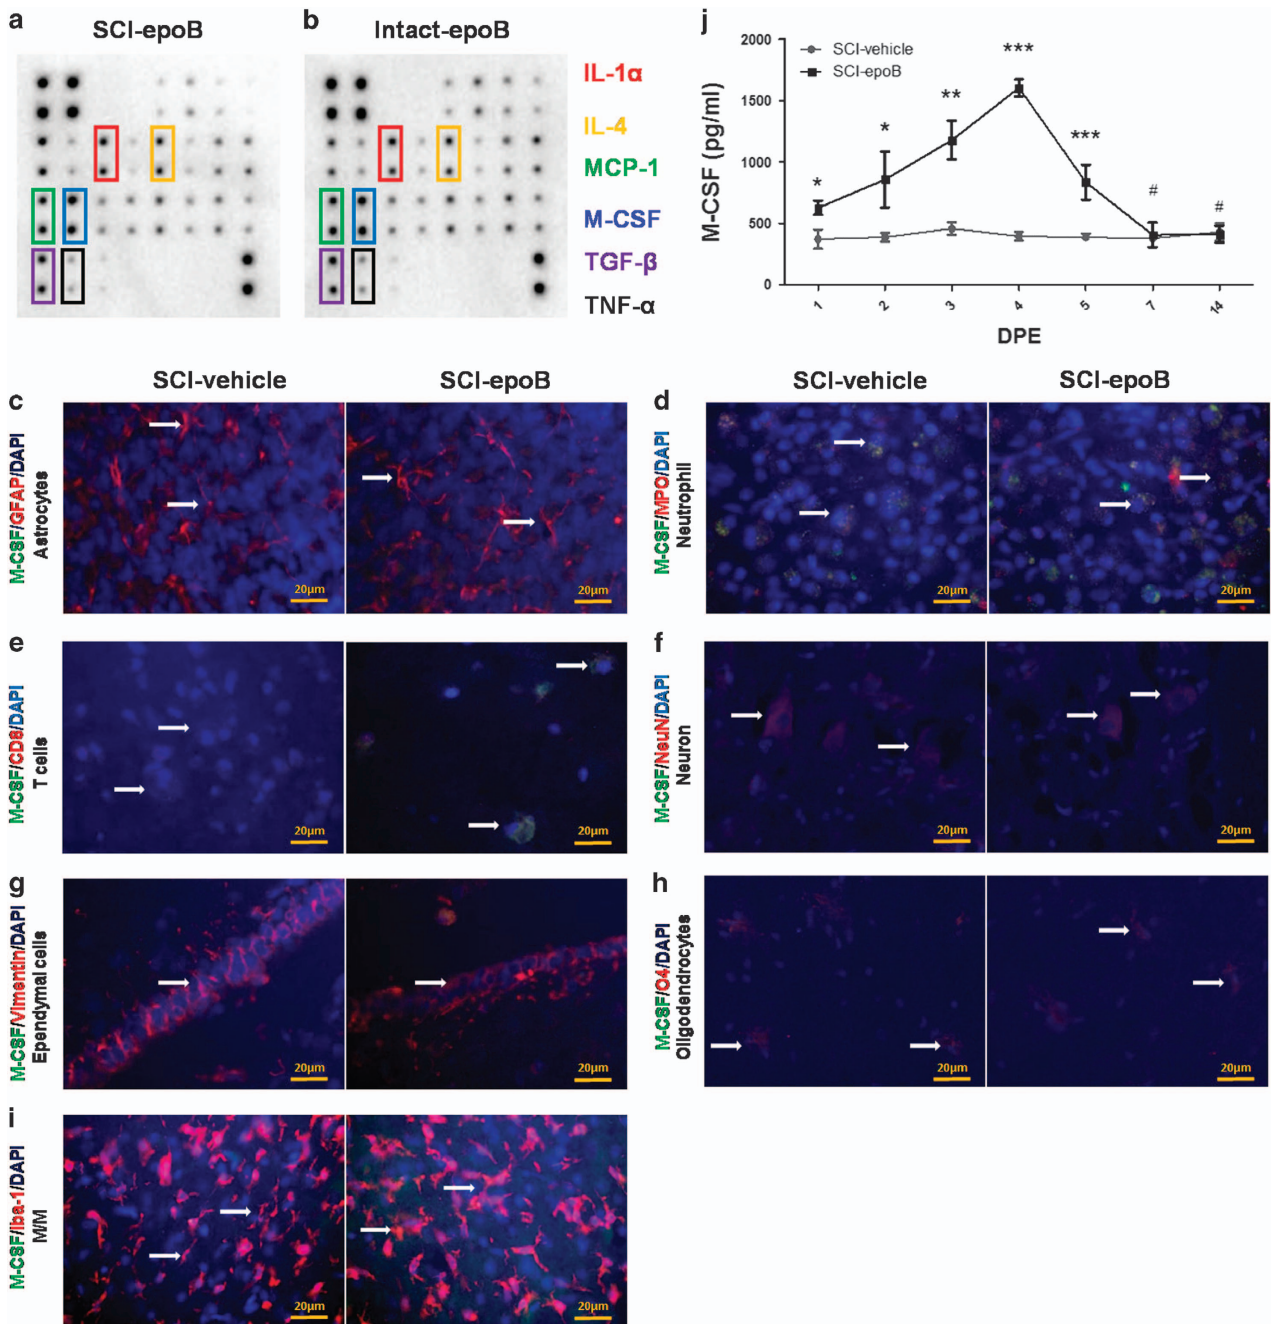 a
SCI-epoB
b
Intact-epoB
IL-1α
IL-4
MCP-1
M-CSF
TGF-β
TNF-α
j
SCI-vehicle
SCI-epoB
M-CSF (pg/ml)
2000
1500
1000
500
0
*
*
**
***
***
#
#
1
2
3
4
5
7
14
DPE
SCI-vehicle
SCI-epoB
SCI-vehicle
SCI-epoB
c
M-CSF/GFAP/DAPI
Astrocytes
20μm
20μm
d
M-CSF/MPO/DAPI
Neutrophil
20μm
20μm
e
M-CSF/CD8/DAPI
T cells
20μm
20μm
f
M-CSF/NeuN/DAPI
Neuron
20μm
20μm
g
M-CSF/Vimentin/DAPI
Ependymal cells
20μm
20μm
h
M-CSF/O4/DAPI
Oligodendrocytes
20μm
20μm
i
M-CSF/Iba-1/DAPI
M/M
20μm
20μm